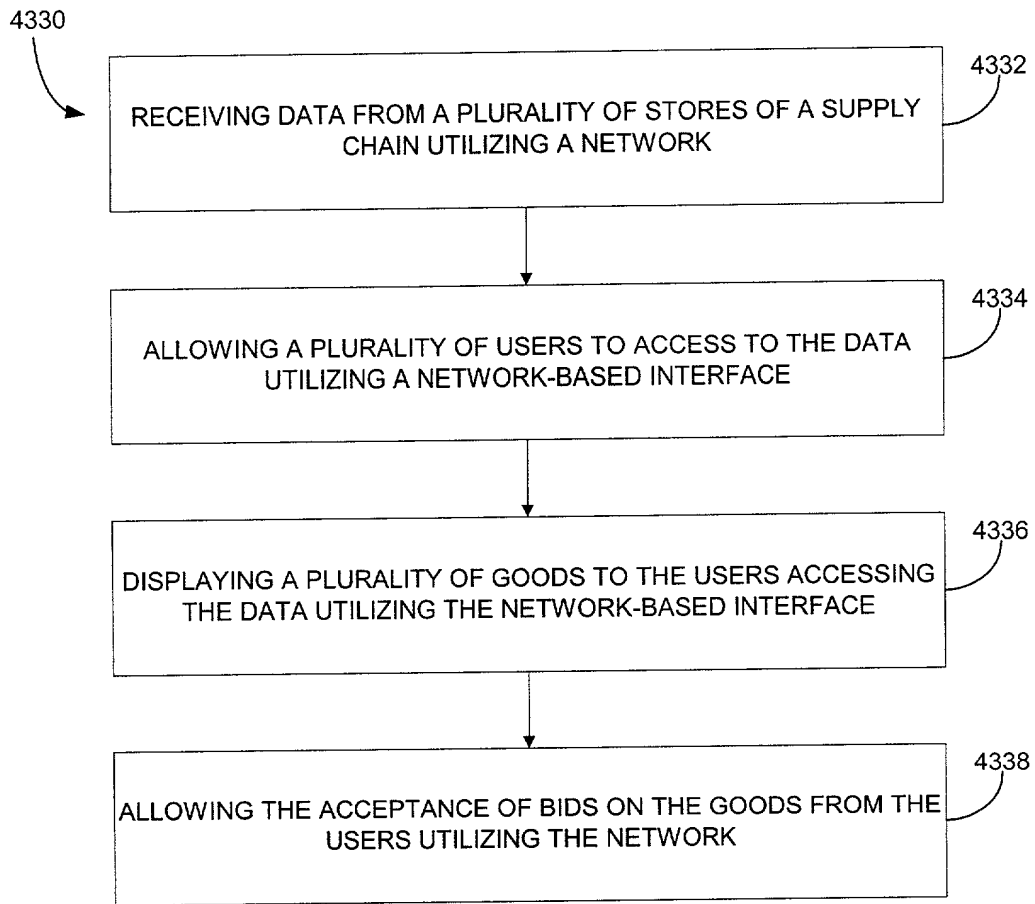 4330
4332
RECEIVING DATA FROM A PLURALITY OF STORES OF A SUPPLY
CHAIN UTILIZING A NETWORK
4334
ALLOWING A PLURALITY OF USERS TO ACCESS TO THE DATA
UTILIZING A NETWORK-BASED INTERFACE
4336
DISPLAYING A PLURALITY OF GOODS TO THE USERS ACCESSING
THE DATA UTILIZING THE NETWORK-BASED INTERFACE
4338
ALLOWING THE ACCEPTANCE OF BIDS ON THE GOODS FROM THE
USERS UTILIZING THE NETWORK